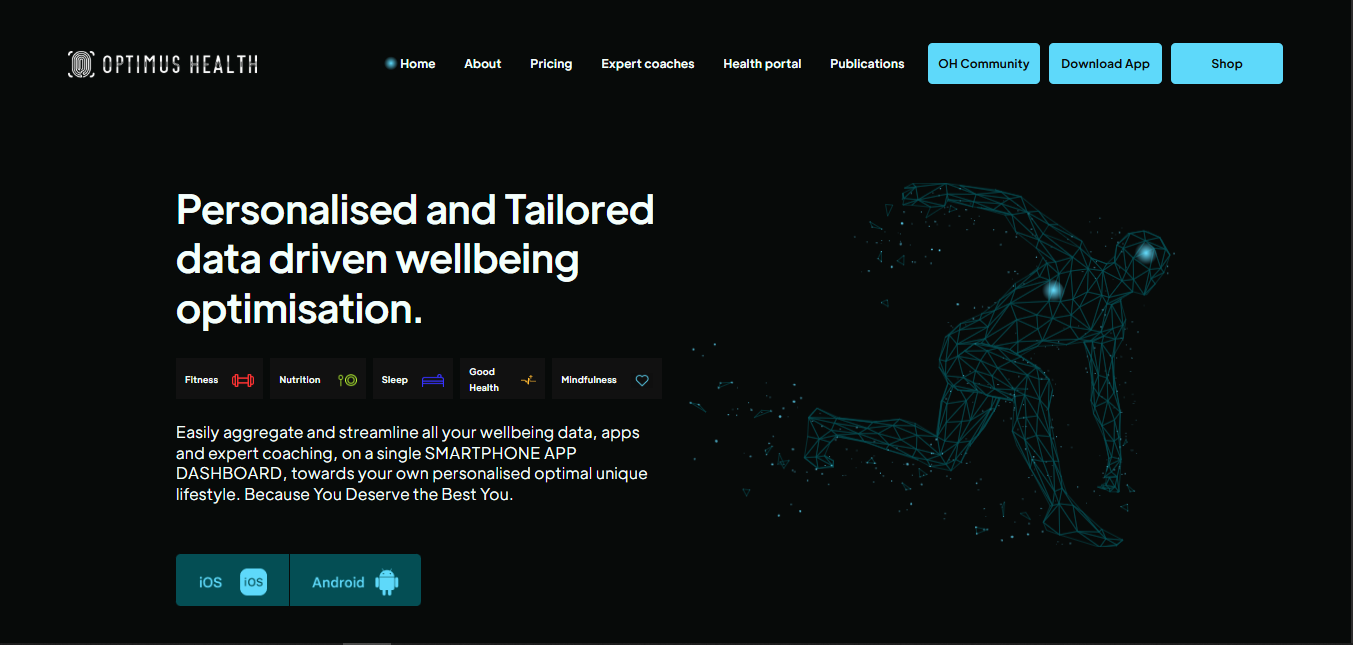 OPTIMUS HEALTH
Home About Pricing Expert coaches Health portal Publications OH Community Download App Shop
Personalised and Tailored
data driven wellbeing
optimisation.
Fitness Nutrition Sleep Good Health Mindfulness
Easily aggregate and streamline all your wellbeing data, apps
and expert coaching, on a single SMARTPHONE APP
DASHBOARD, towards your own personalised optimal unique
lifestyle. Because You Deserve the Best You.
iOS iOS Android